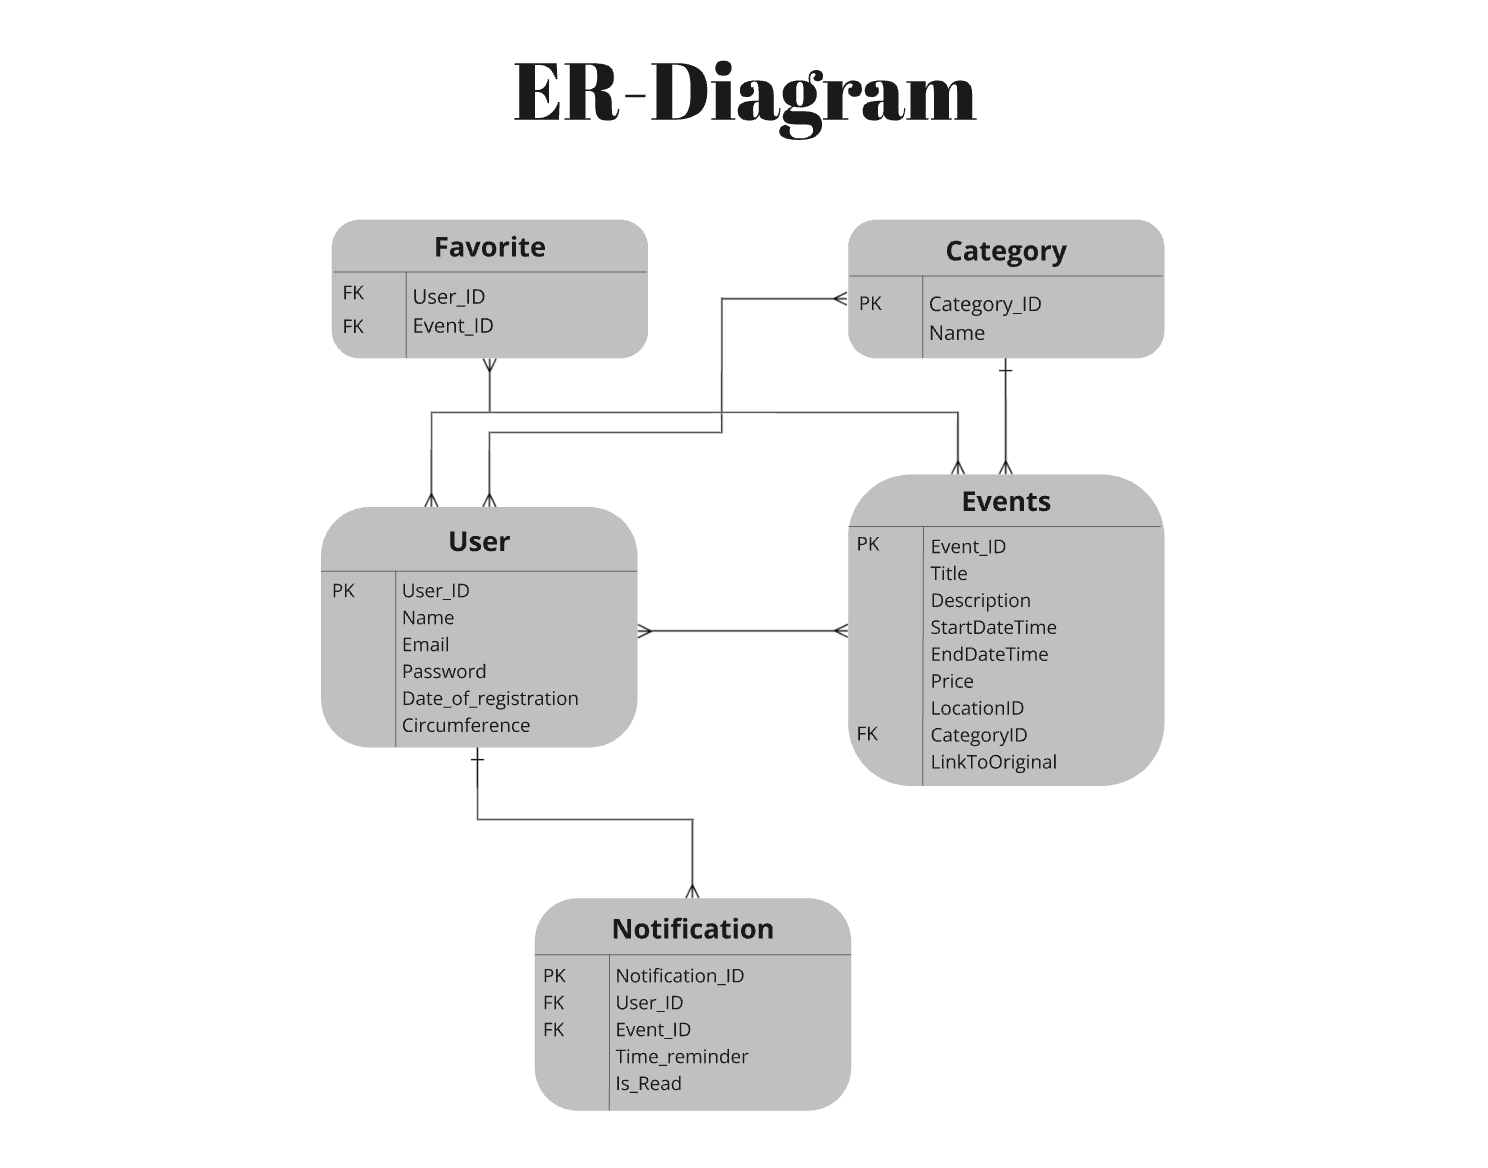 ER-Diagram
Favorite
FK User_ID
FK Event_ID
Category
PK Category_ID
Name
User
PK User_ID
Name
Email
Password
Date_of_registration
Circumference
Events
PK Event_ID
Title
Description
StartDateTime
EndDateTime
Price
LocationID
FK CategoryID
LinkToOriginal
Notification
PK Notification_ID
FK User_ID
FK Event_ID
Time_reminder
Is_Read